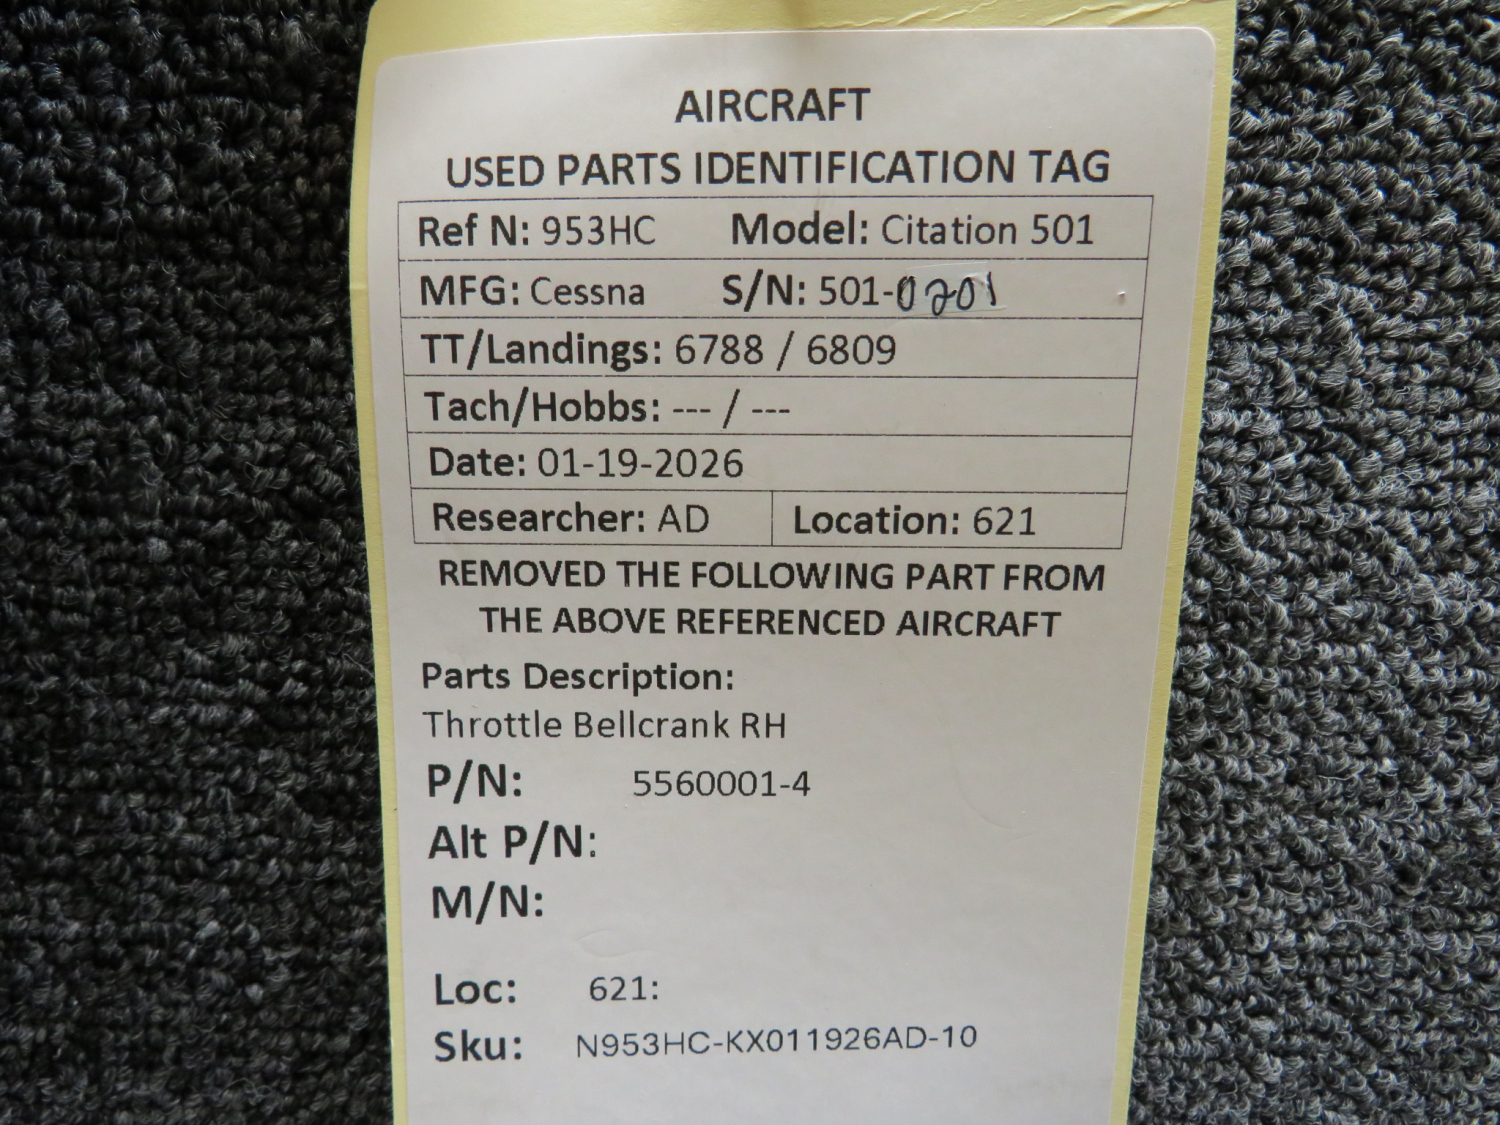 AIRCRAFT
USED PARTS IDENTIFICATION TAG
Ref N: 953HC Model: Citation 501
MFG: Cessna S/N: 501-0201
TT/Landings: 6788 / 6809
Tach/Hobbs: --- / ---
Date: 01-19-2026
Researcher: AD Location: 621
REMOVED THE FOLLOWING PART FROM
THE ABOVE REFERENCED AIRCRAFT
Parts Description:
Throttle Bellcrank RH
P/N: 5560001-4
Alt P/N:
M/N:
Loc: 621:
Sku: N953HC-KX011926AD-10